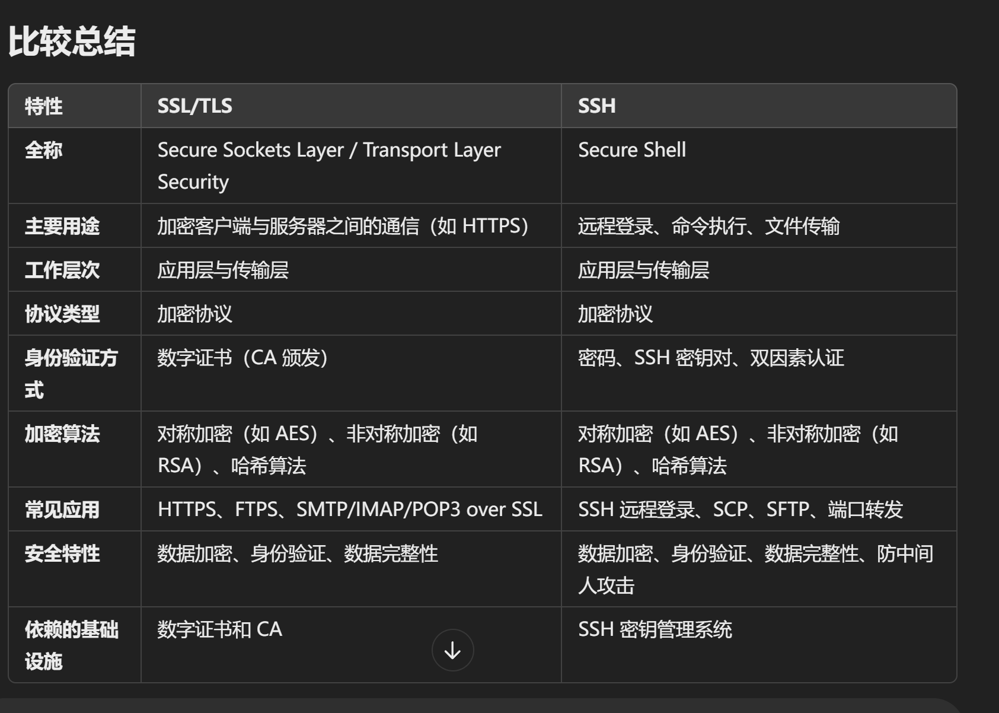 比较总结
特性 SSL/TLS SSH
全称 Secure Sockets Layer / Transport Layer Secure Shell
Security
主要用途 加密客户端与服务器之间的通信（如 HTTPS） 远程登录、命令执行、文件传输
工作层次 应用层与传输层 应用层与传输层
协议类型 加密协议 加密协议
身份验证方 数字证书（CA 颁发） 密码、SSH 密钥对、双因素认证
式
加密算法 对称加密（如 AES）、非对称加密（如 对称加密（如 AES）、非对称加密（如
RSA）、哈希算法 RSA）、哈希算法
常见应用 HTTPS、FTPS、SMTP/IMAP/POP3 over SSL SSH 远程登录、SCP、SFTP、端口转发
安全特性 数据加密、身份验证、数据完整性 数据加密、身份验证、数据完整性、防中间
人攻击
依赖的基础 数字证书和 CA SSH 密钥管理系统
设施